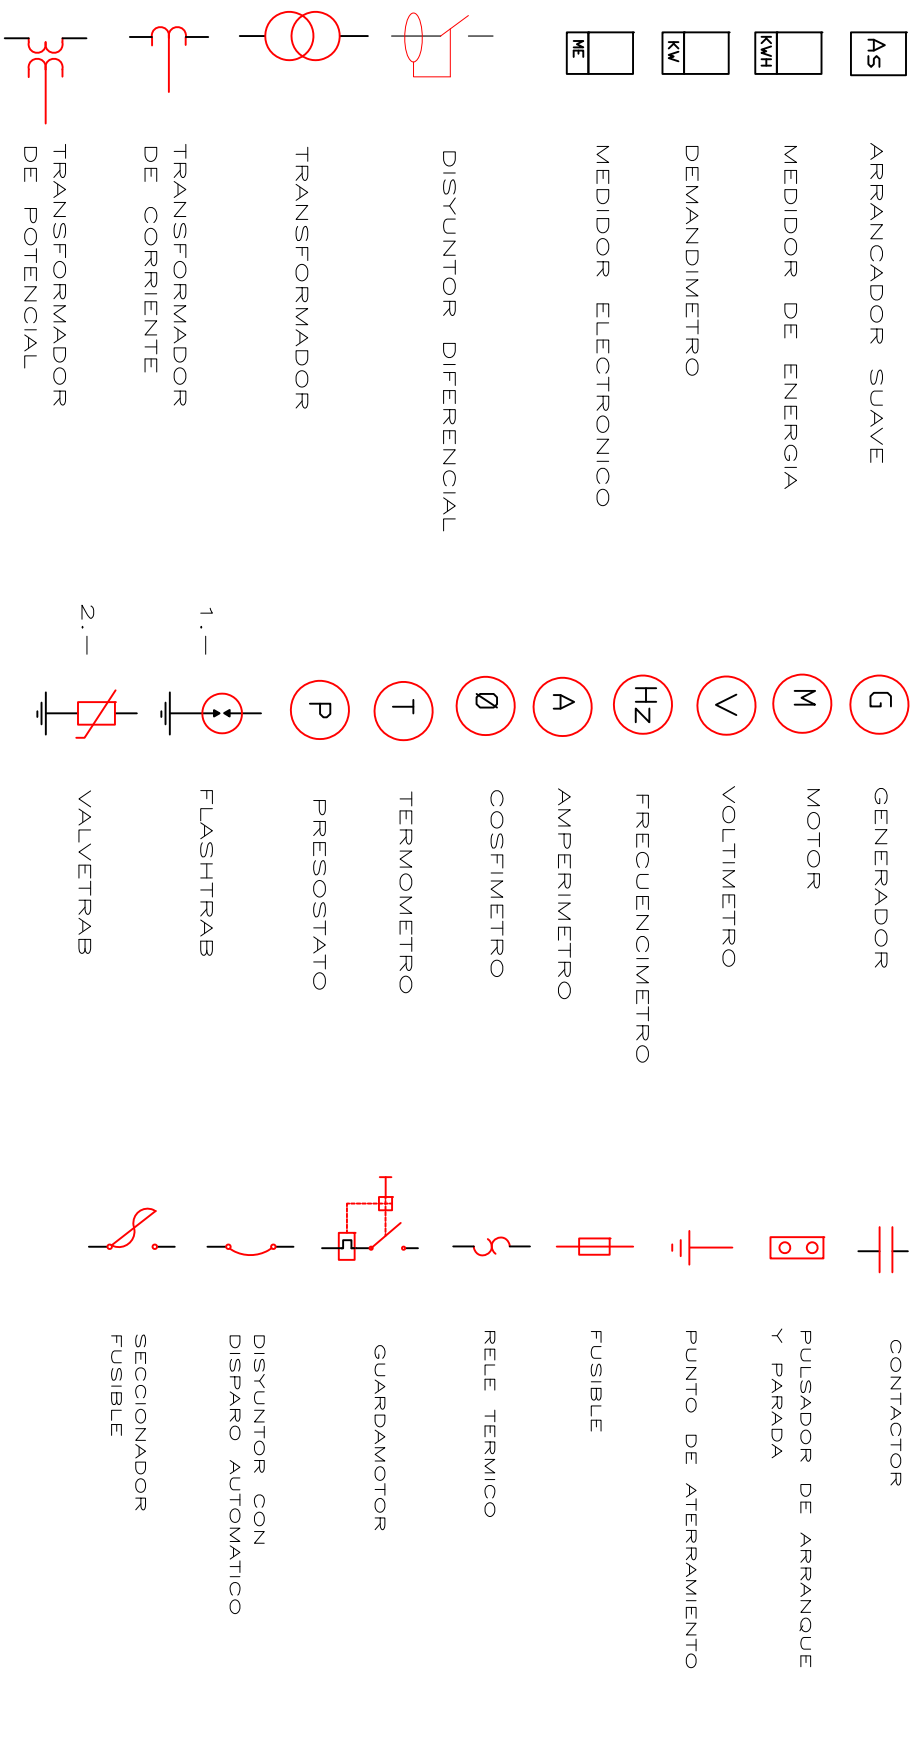 As
ARRANCADOR SUAVE
KWH
MEDIDOR DE ENERGIA
KW
DEMANDIMETRO
ME
MEDIDOR ELECTRONICO
DISYUNTOR DIFERENCIAL
TRANSFORMADOR
TRANSFORMADOR
DE CORRIENTE
TRANSFORMADOR
DE POTENCIAL
G
GENERADOR
M
MOTOR
V
VOLTIMETRO
Hz
FRECUENCIMETRO
A
AMPERIMETRO
Ø
COSFIMETRO
T
TERMOMETRO
P
PRESOSTATO
1.—
FLASHTRAB
2.—
VALVETRAB
CONTACTOR
PULSADOR DE ARRANQUE
Y PARADA
PUNTO DE ATERRAMIENTO
FUSIBLE
RELE TERMICO
GUARDAMOTOR
DISYUNTOR CON
DISPARO AUTOMATICO
SECCIONADOR
FUSIBLE